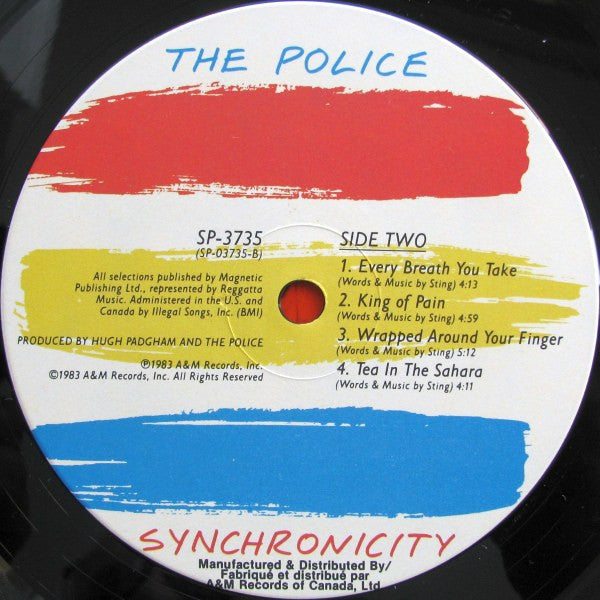 THE POLICE
SP-3735
(SP-03735-B)
All selections published by Magnetic
Publishing Ltd., represented by Reggatta
Music. Administered in the U.S. and
Canada by Illegal Songs, Inc. (BMI)
PRODUCED BY HUGH PADGHAM AND THE POLICE
℗1983 A&M Records, Inc.
©1983 A&M Records, Inc. All Rights Reserved
SIDE TWO
1. Every Breath You Take
(Words & Music by Sting) 4:13
2. King of Pain
(Words & Music by Sting) 4:59
3. Wrapped Around Your Finger
(Words & Music by Sting) 5:12
4. Tea In The Sahara
(Words & Music by Sting) 4:11
SYNCHRONICITY
Manufactured & Distributed By/
Fabriqué et distribué par
A&M Records of Canada, Ltd.